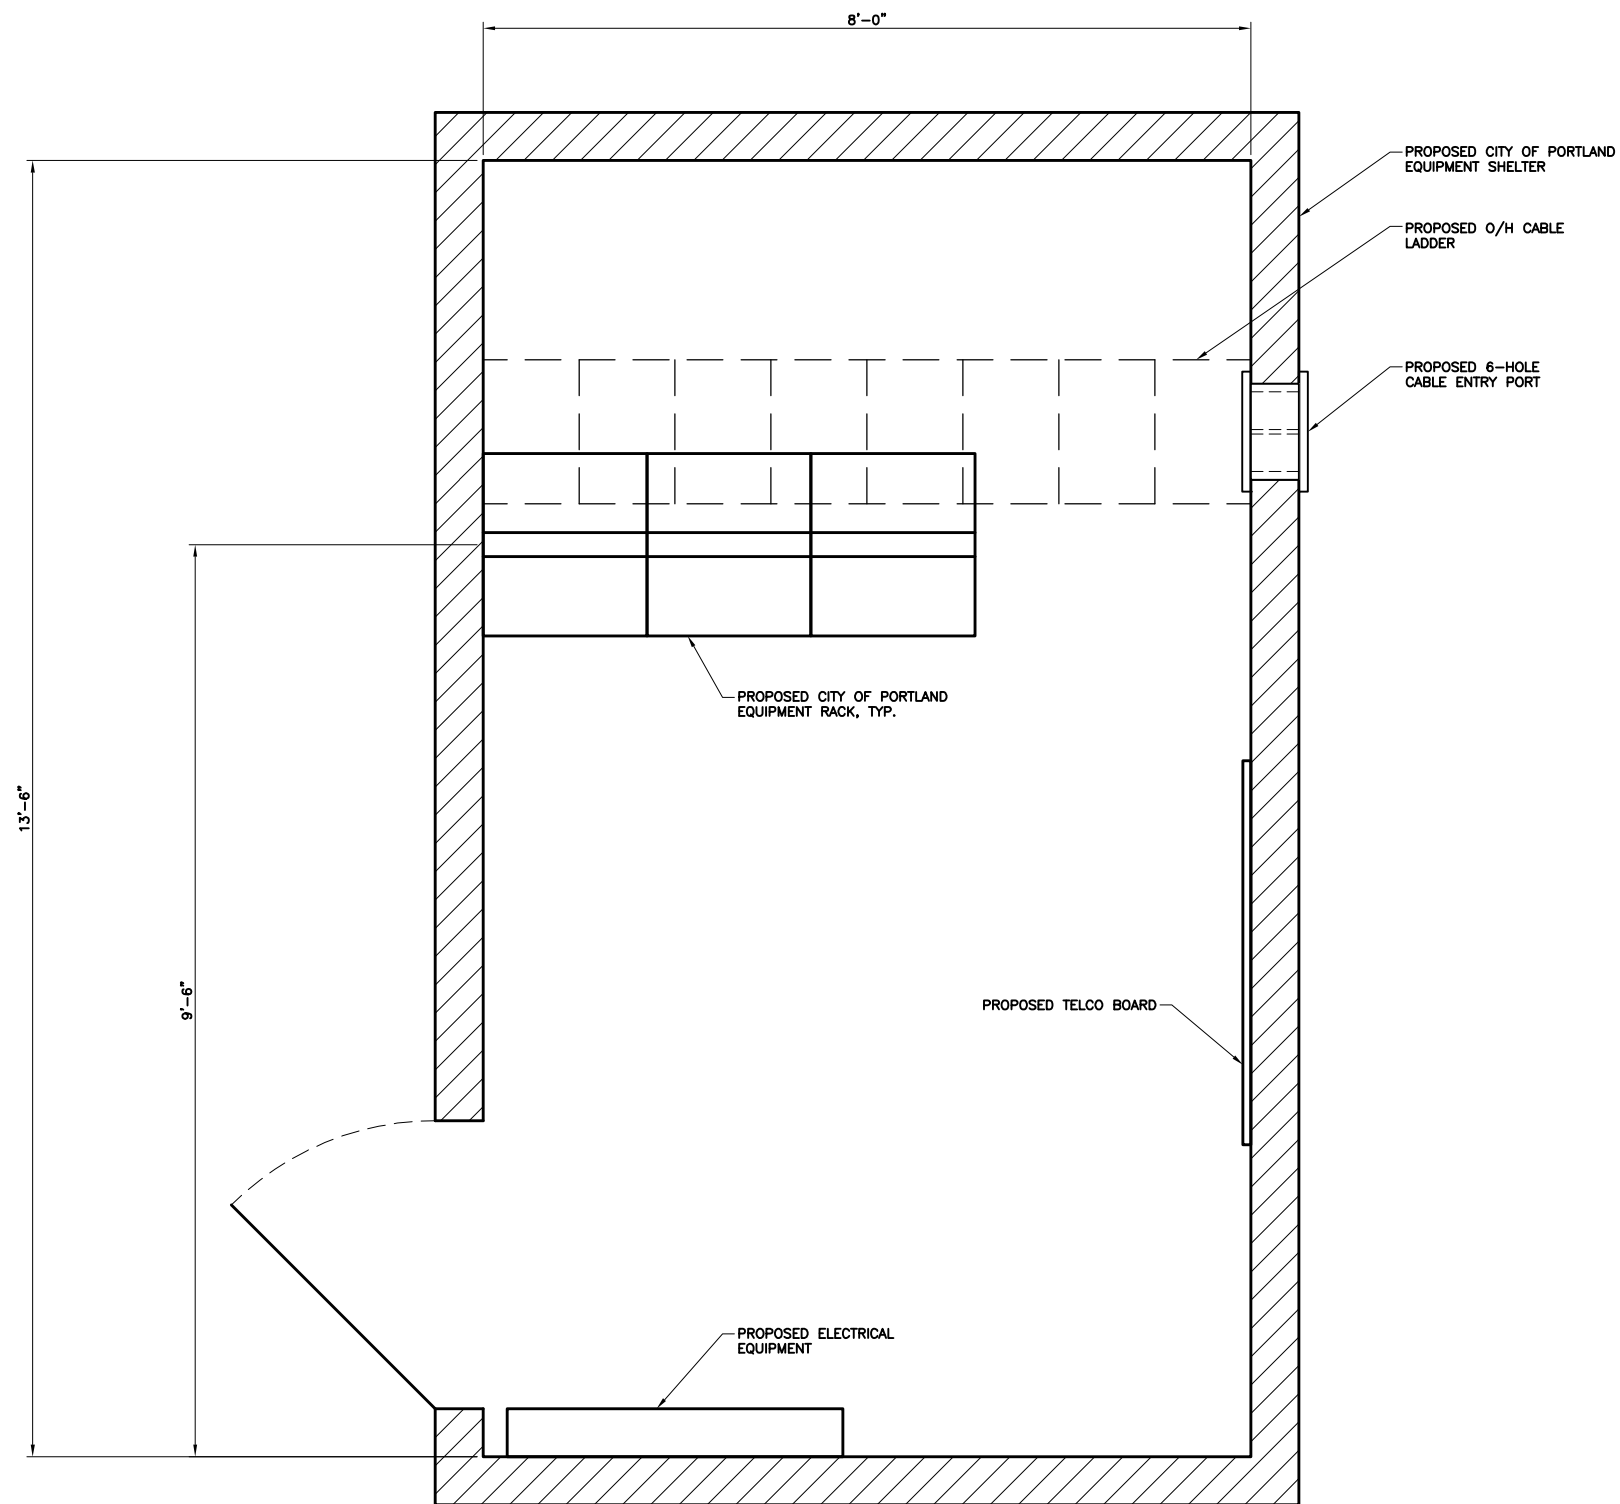 8'-0"
PROPOSED CITY OF PORTLAND
EQUIPMENT SHELTER
PROPOSED O/H CABLE
LADDER
PROPOSED 6-HOLE
CABLE ENTRY PORT
PROPOSED CITY OF PORTLAND
EQUIPMENT RACK, TYP.
13'-6"
9'-6"
PROPOSED TELCO BOARD
PROPOSED ELECTRICAL
EQUIPMENT